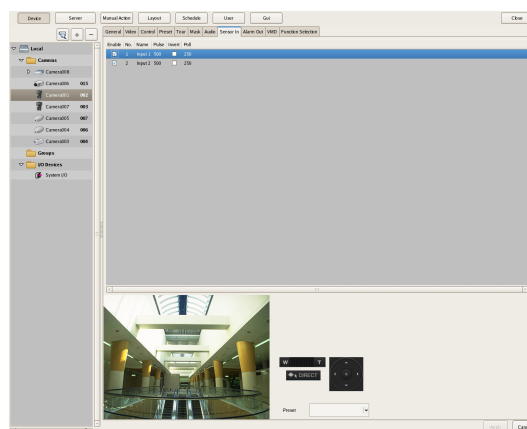 Device Server Manual Action Layout Schedule User Gui Close
General Video Control Preset Tour Mask Audio Sensor In Alarm Out VMD Function Selection
Enable No. Name Pulse Invert Poll
1 Input 1 500 250
2 Input 2 500 250
Local
Cameras
Camera008
Camera006 015
Camera001 002
Camera007 003
Camera005 007
Camera004 006
Camera003 008
Groups
I/O Devices
System I/O
W T
DIRECT
Preset